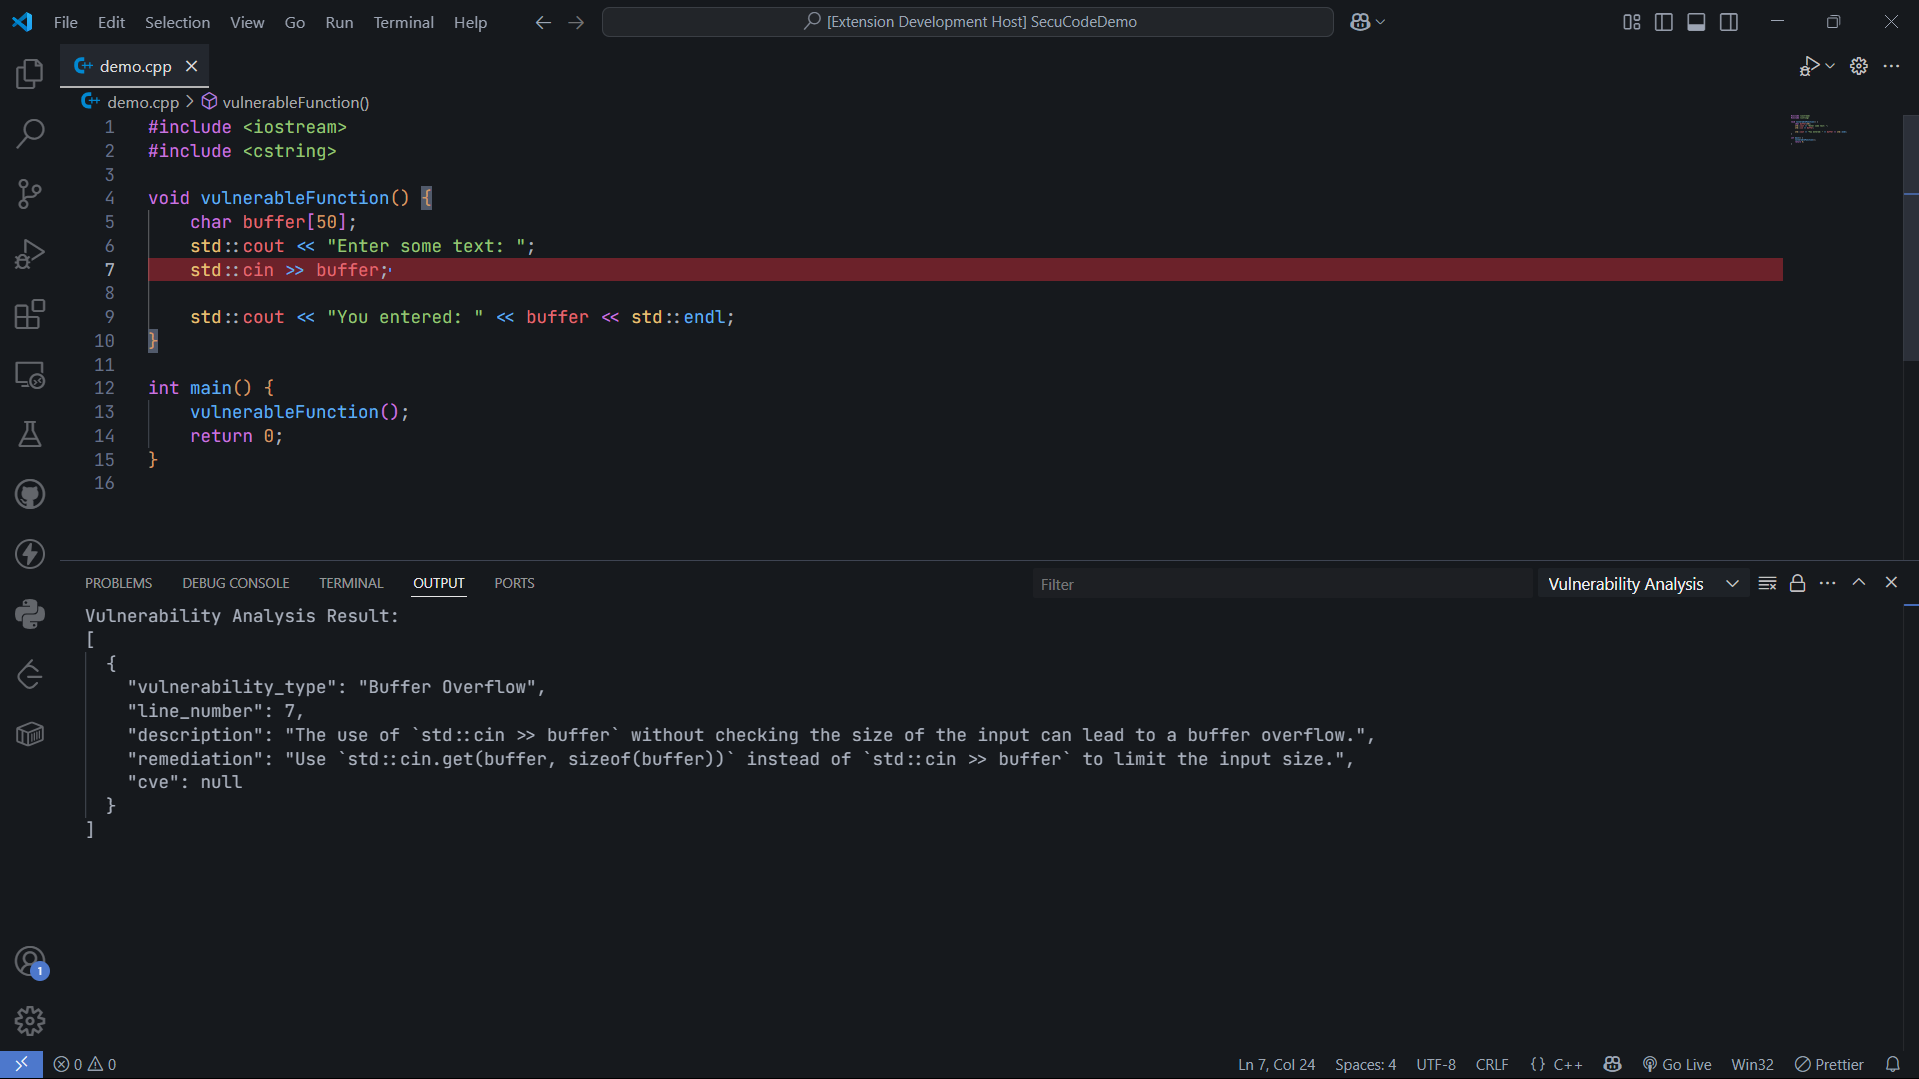 File Edit Selection View Go Run Terminal Help
[Extension Development Host] SecuCodeDemo
demo.cpp
demo.cpp > vulnerableFunction()
1 #include <iostream>
2 #include <cstring>
3
4 void vulnerableFunction() {
5     char buffer[50];
6     std::cout << "Enter some text: ";
7     std::cin >> buffer;
8
9     std::cout << "You entered: " << buffer << std::endl;
10 }
11
12 int main() {
13     vulnerableFunction();
14     return 0;
15 }
16
PROBLEMS DEBUG CONSOLE TERMINAL OUTPUT PORTS
Filter
Vulnerability Analysis
Vulnerability Analysis Result:
[
  {
    "vulnerability_type": "Buffer Overflow",
    "line_number": 7,
    "description": "The use of `std::cin >> buffer` without checking the size of the input can lead to a buffer overflow.",
    "remediation": "Use `std::cin.get(buffer, sizeof(buffer))` instead of `std::cin >> buffer` to limit the input size.",
    "cve": null
  }
]
1
0 0
Ln 7, Col 24 Spaces: 4 UTF-8 CRLF {} C++ Go Live Win32 Prettier